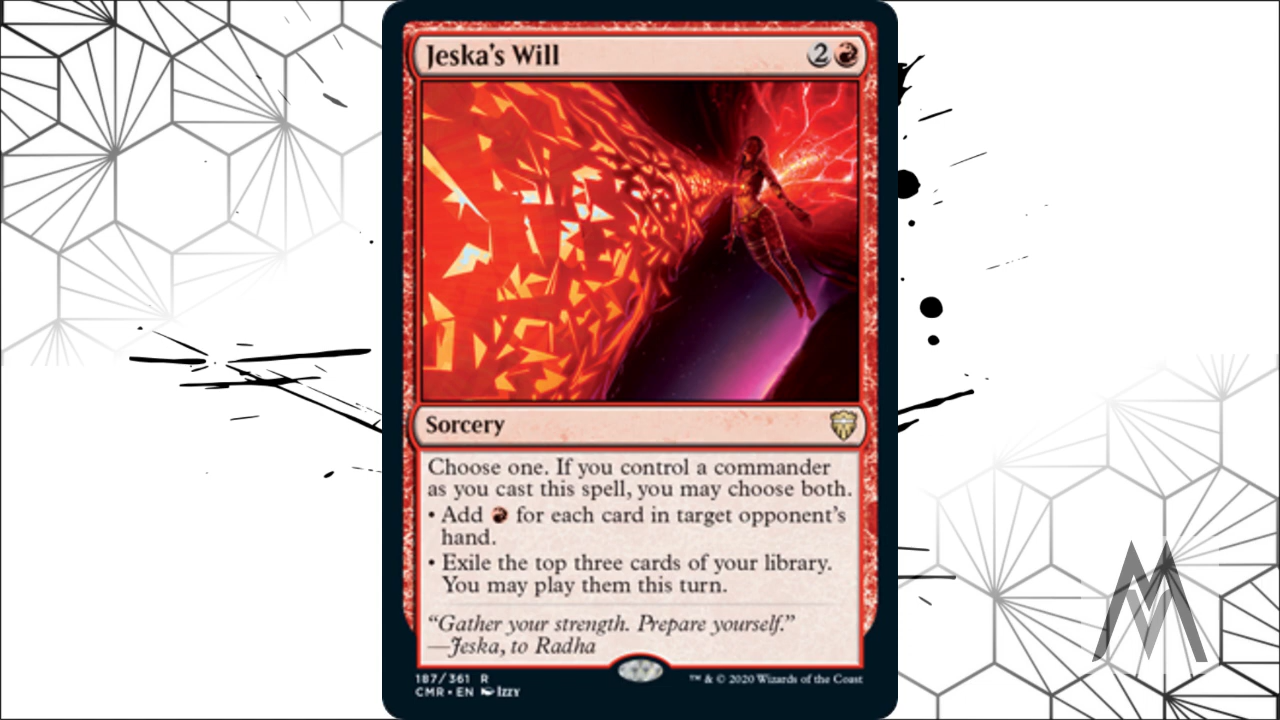 Jeska's Will 2
Sorcery
Choose one. If you control a commander
as you cast this spell, you may choose both.
• Add for each card in target opponent's
hand.
• Exile the top three cards of your library.
You may play them this turn.
“Gather your strength. Prepare yourself.”
—Jeska, to Radha
187/361 R
CMR • EN Izzy
™ & © 2020 Wizards of the Coast
M